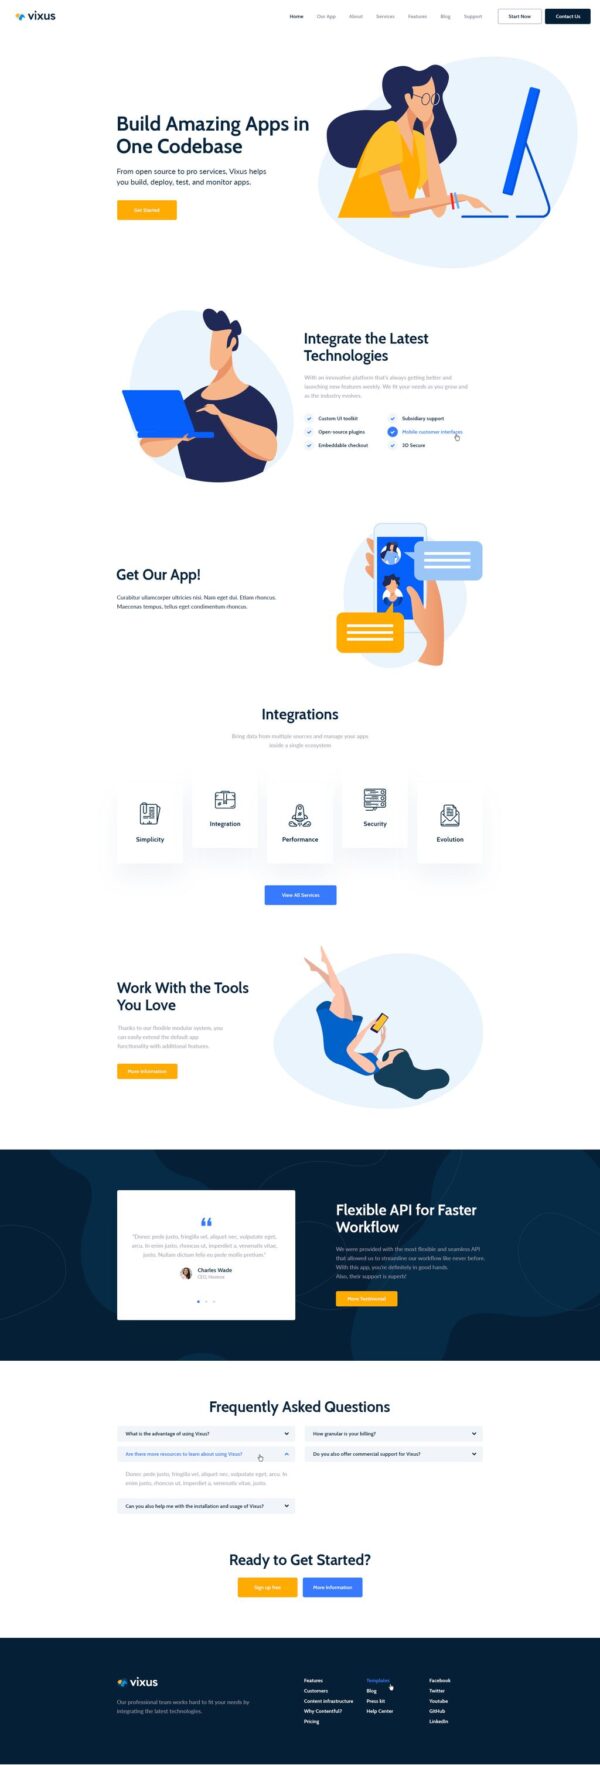 vixus
Home Our App About Services Features Blog Support Start Now Contact Us
Build Amazing Apps in
One Codebase
From open source to pro services, Vixus helps
you build, deploy, test, and monitor apps.
Get Started
Integrate the Latest
Technologies
With an innovative platform that's always getting better and
launching new features weekly. We fit your needs as you grow and
as the industry evolves.
Custom UI toolkit Subsidiary support
Open-source plugins Mobile customer interfaces
Embeddable checkout 3D Secure
Get Our App!
Curabitur ullamcorper ultricies nisi. Nam eget dui. Etiam rhoncus.
Maecenas tempus, tellus eget condimentum rhoncus.
Integrations
Bring data from multiple sources and manage your apps
inside a single ecosystem
Simplicity
Integration
Performance
Security
Evolution
View All Services
Work With the Tools
You Love
Thanks to our flexible modular system, you
can easily extend the default app
functionality with additional features.
More Information
"Donec pede justo, fringilla vel, aliquet nec, vulputate eget,
arcu. In enim justo, rhoncus ut, imperdiet a, venenatis vitae,
justo. Nullam dictum felis eu pede mollis pretium."
Charles Wade
CEO,
Flexible API for Faster
Workflow
We were provided with the most flexible and seamless API
that allowed us to streamline our workflow like never before.
With this app, you're definitely in good hands.
Also, their support is superb!
More Testimonial
Frequently Asked Questions
What is the advantage of using Vixus?
How granular is your billing?
Are there more resources to learn about using Vixus?
Do you also offer commercial support for Vixus?
Donec pede justo, fringilla vel, aliquet nec, vulputate eget, arcu. In
enim justo, rhoncus ut, imperdiet a, venenatis vitae, justo.
Can you also help me with the installation and usage of Vixus?
Ready to Get Started?
Sign up free More Information
vixus
Our professional team works hard to fit your needs by
integrating the latest technologies.
Features
Customers
Content infrastructure
Why Contentful?
Pricing
Templates
Blog
Press kit
Help Center
Facebook
Twitter
Youtube
GitHub
LinkedIn